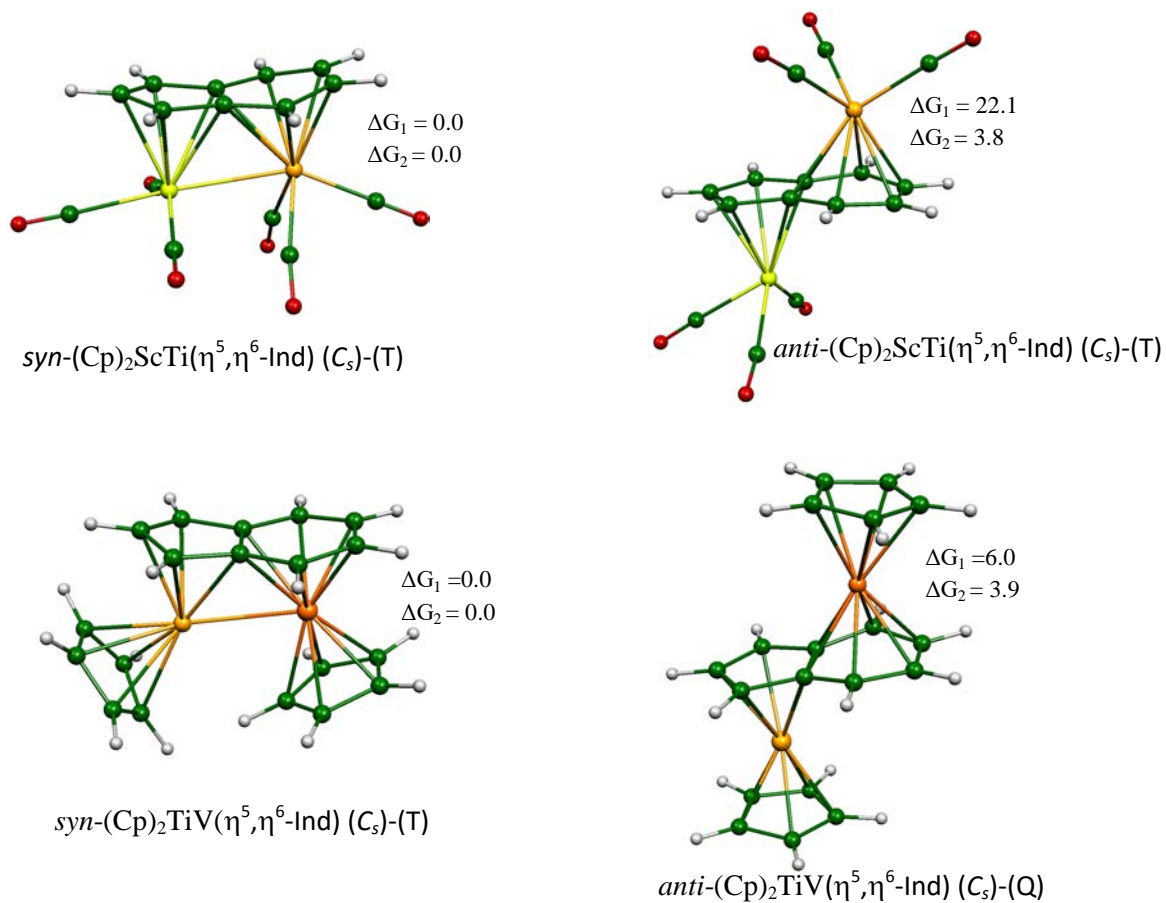 ΔG₁ = 0.0
ΔG₂ = 0.0
syn-(Cp)₂ScTi(η⁵,η⁶-Ind) (Cₛ)-(T)
ΔG₁ = 22.1
ΔG₂ = 3.8
anti-(Cp)₂ScTi(η⁵,η⁶-Ind) (Cₛ)-(T)
ΔG₁ =0.0
ΔG₂ = 0.0
syn-(Cp)₂TiV(η⁵,η⁶-Ind) (Cₛ)-(T)
ΔG₁ =6.0
ΔG₂ = 3.9
anti-(Cp)₂TiV(η⁵,η⁶-Ind) (Cₛ)-(Q)